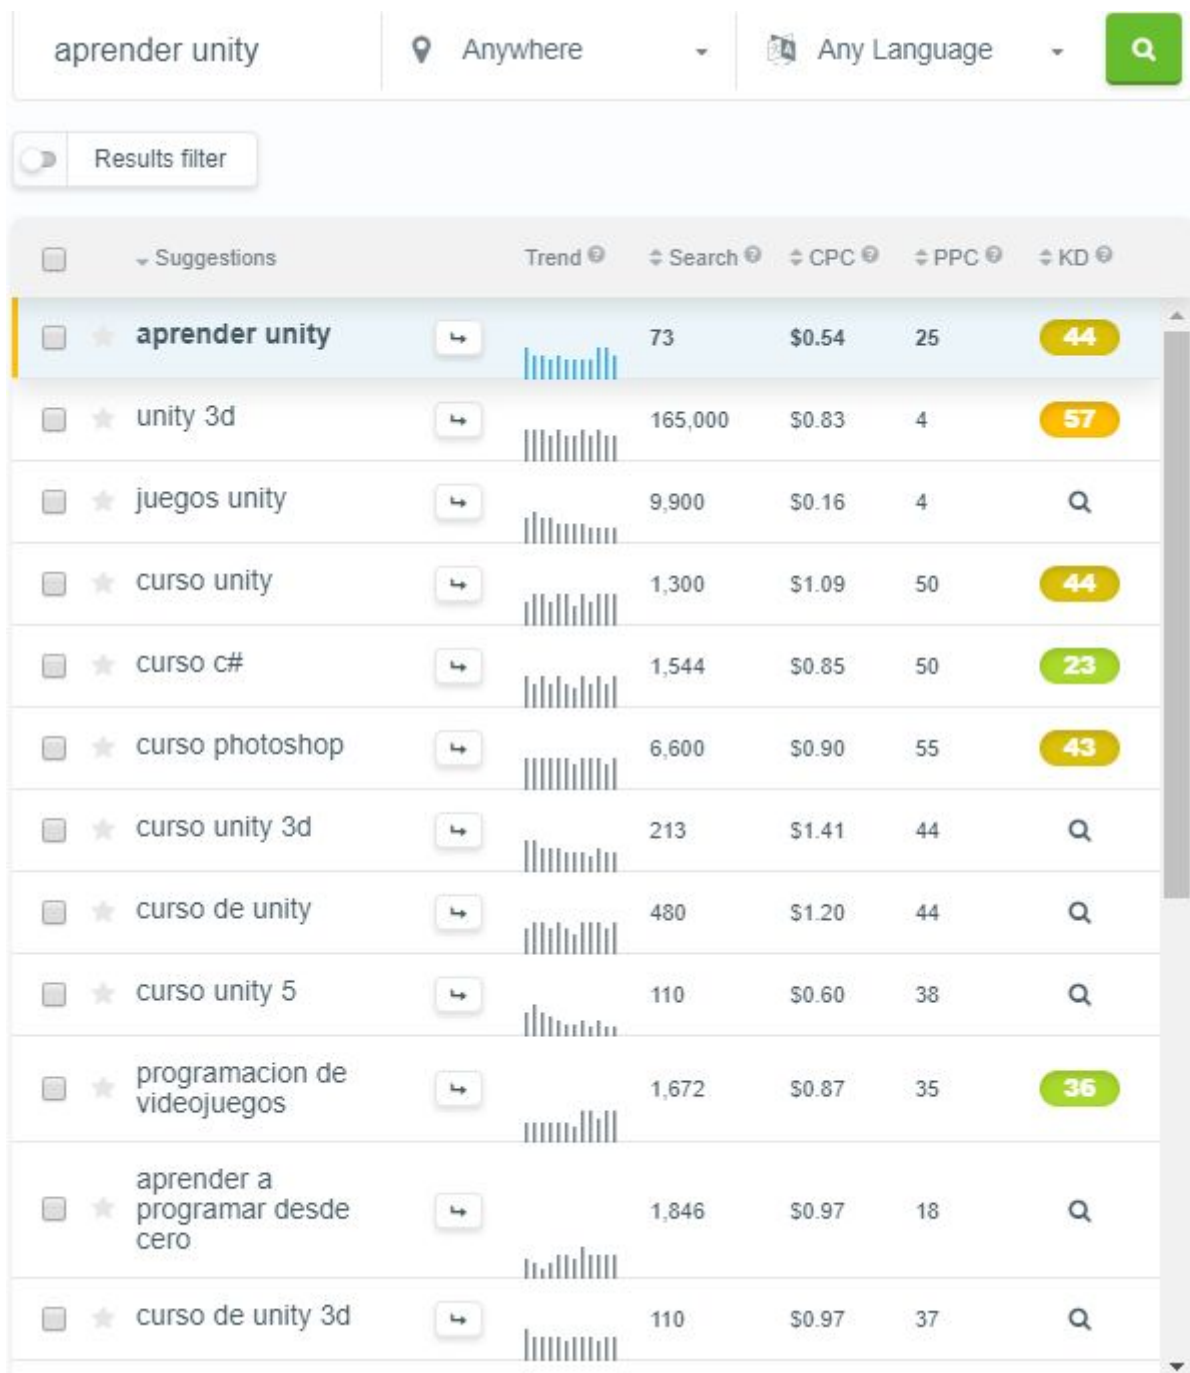 aprender unity Anywhere Any Language
Results filter
Suggestions Trend Search CPC PPC KD
aprender unity 73 $0.54 25 44
unity 3d 165,000 $0.83 4 57
juegos unity 9,900 $0.16 4
curso unity 1,300 $1.09 50 44
curso c# 1,544 $0.85 50 23
curso photoshop 6,600 $0.90 55 43
curso unity 3d 213 $1.41 44
curso de unity 480 $1.20 44
curso unity 5 110 $0.60 38
programacion de
videojuegos 1,672 $0.87 35 36
aprender a
programar desde 1,846 $0.97 18
cero
curso de unity 3d 110 $0.97 37